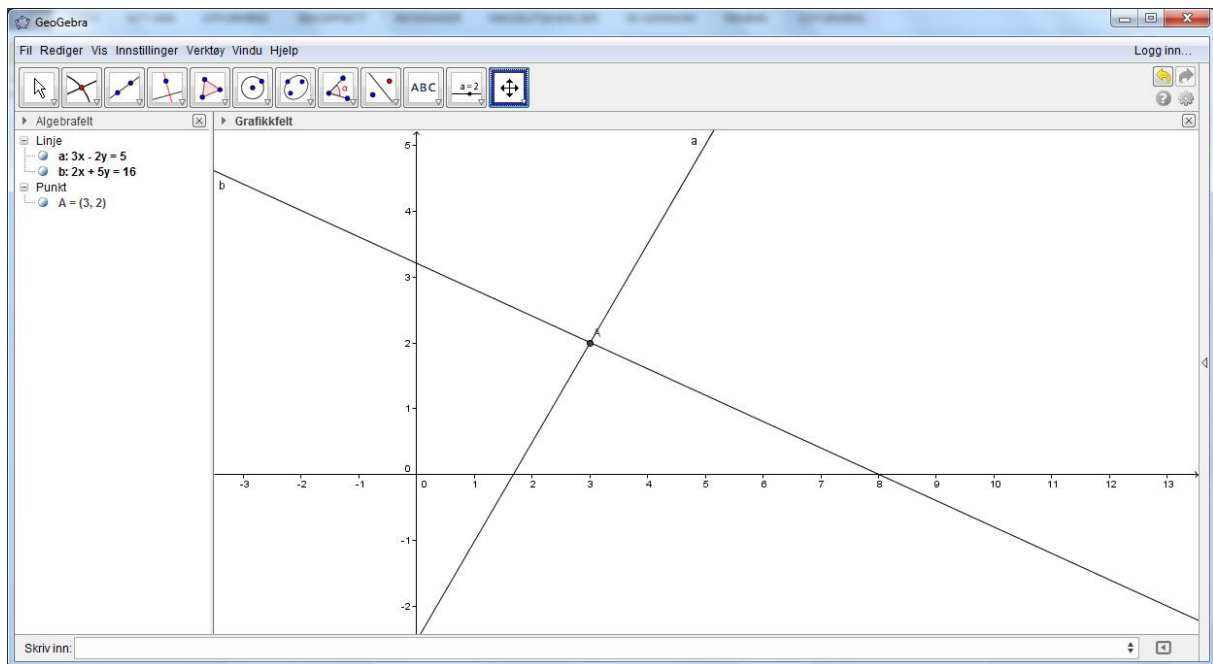 GeoGebra
Fil Rediger Vis Innstillinger Verktøy Vindu Hjelp
Logg inn...
ABC
a=2
α
Algebrafelt
Grafikkfelt
Linje
a: 3x - 2y = 5
b: 2x + 5y = 16
Punkt
A = (3, 2)
a
b
A
5
4
3
2
1
0
-1
-2
-3 -2 -1 0 1 2 3 4 5 6 7 8 9 10 11 12 13
Skriv inn: